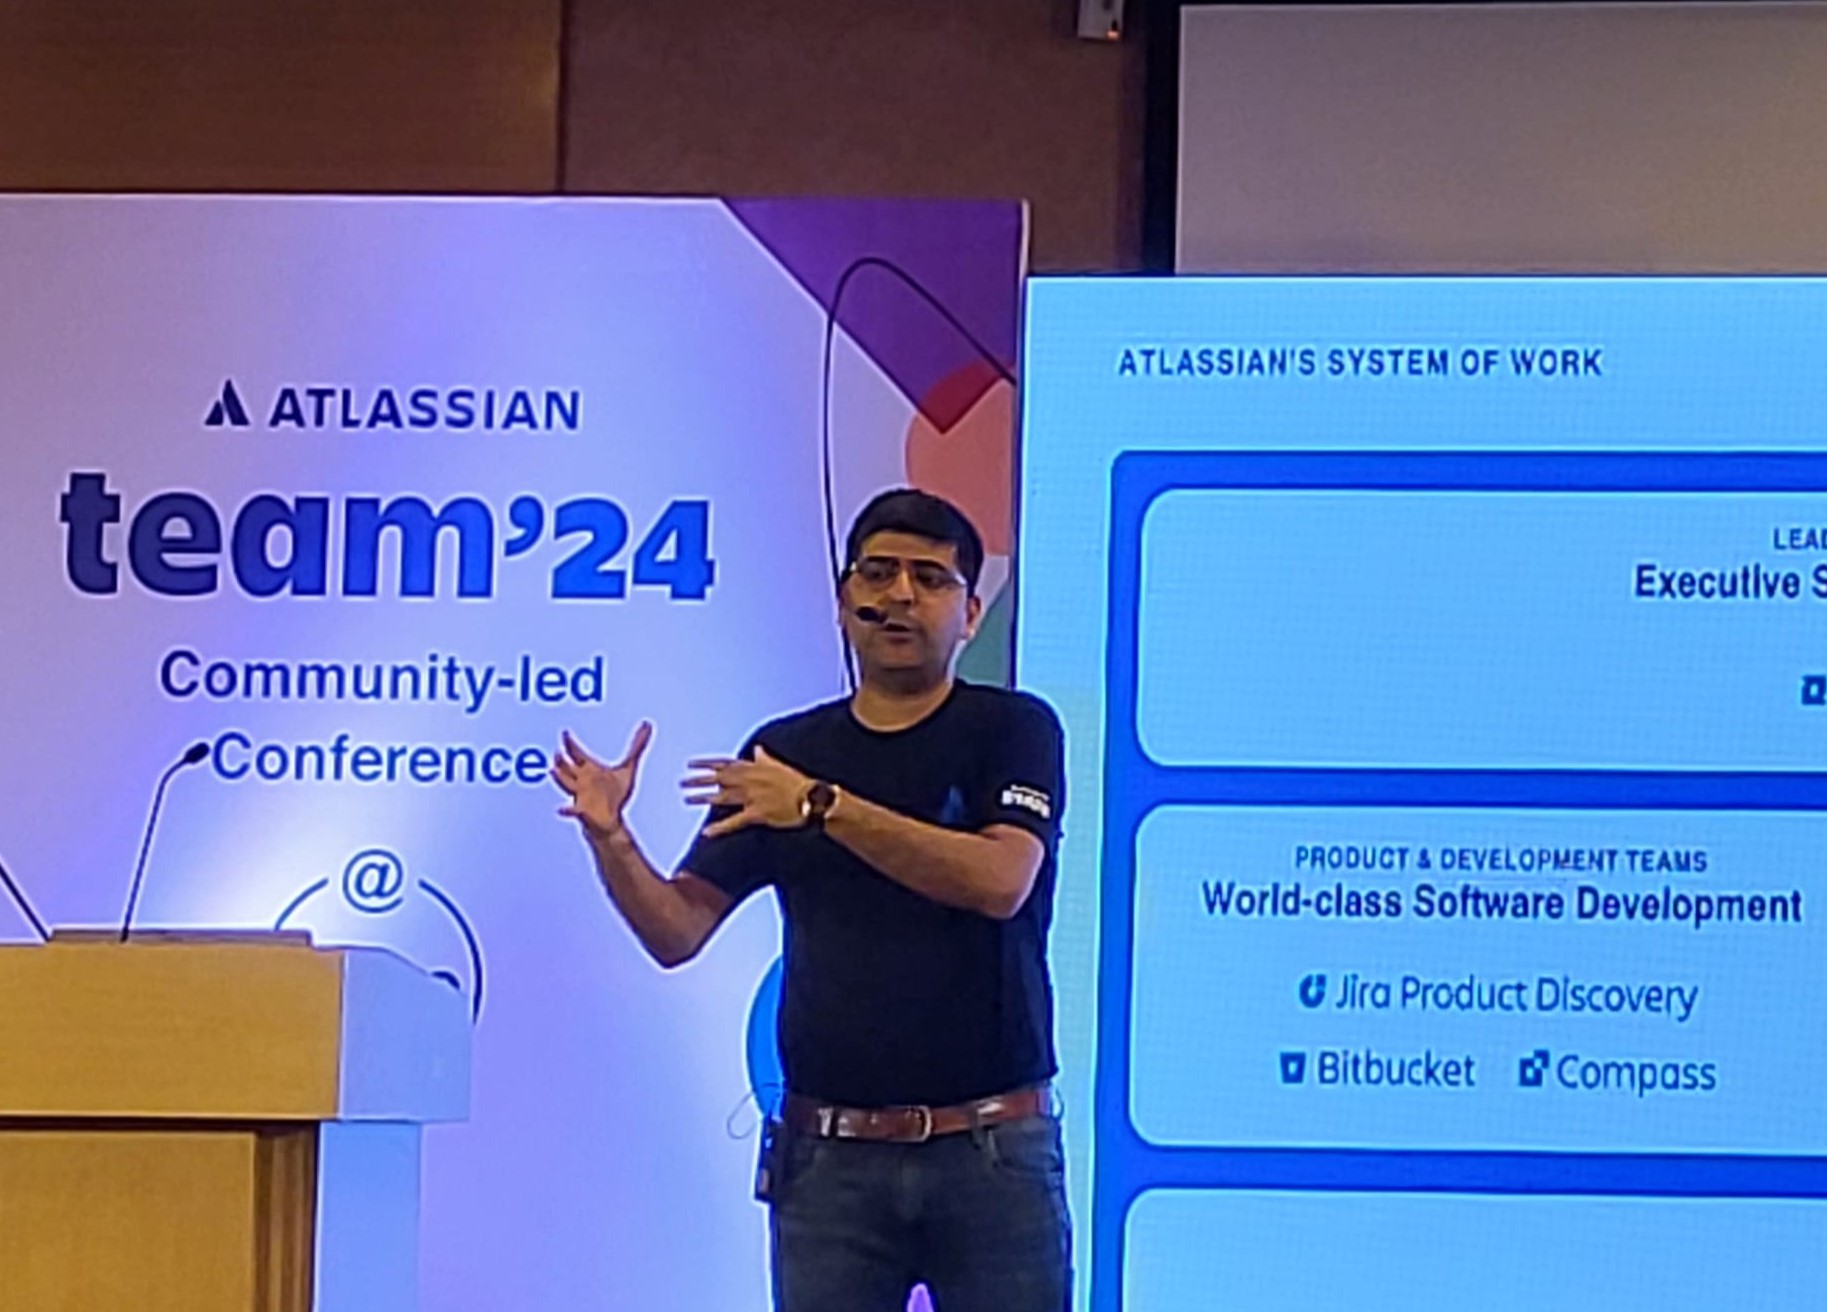 ATLASSIAN
team'24
Community-led
Conference
@
ATLASSIAN'S SYSTEM OF WORK
Executive
PRODUCT & DEVELOPMENT TEAMS
World-class Software Development
Jira Product Discovery
Bitbucket Compass